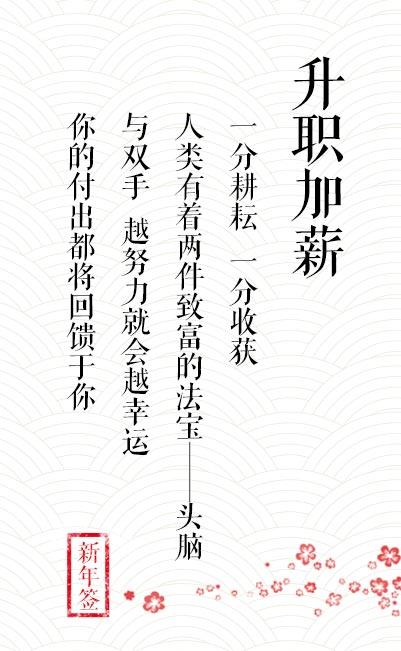 升职加薪
一分耕耘 一分收获
人类有着两件致富的法宝——头脑
与双手 越努力就会越幸运
你的付出都将回馈于你
新年签